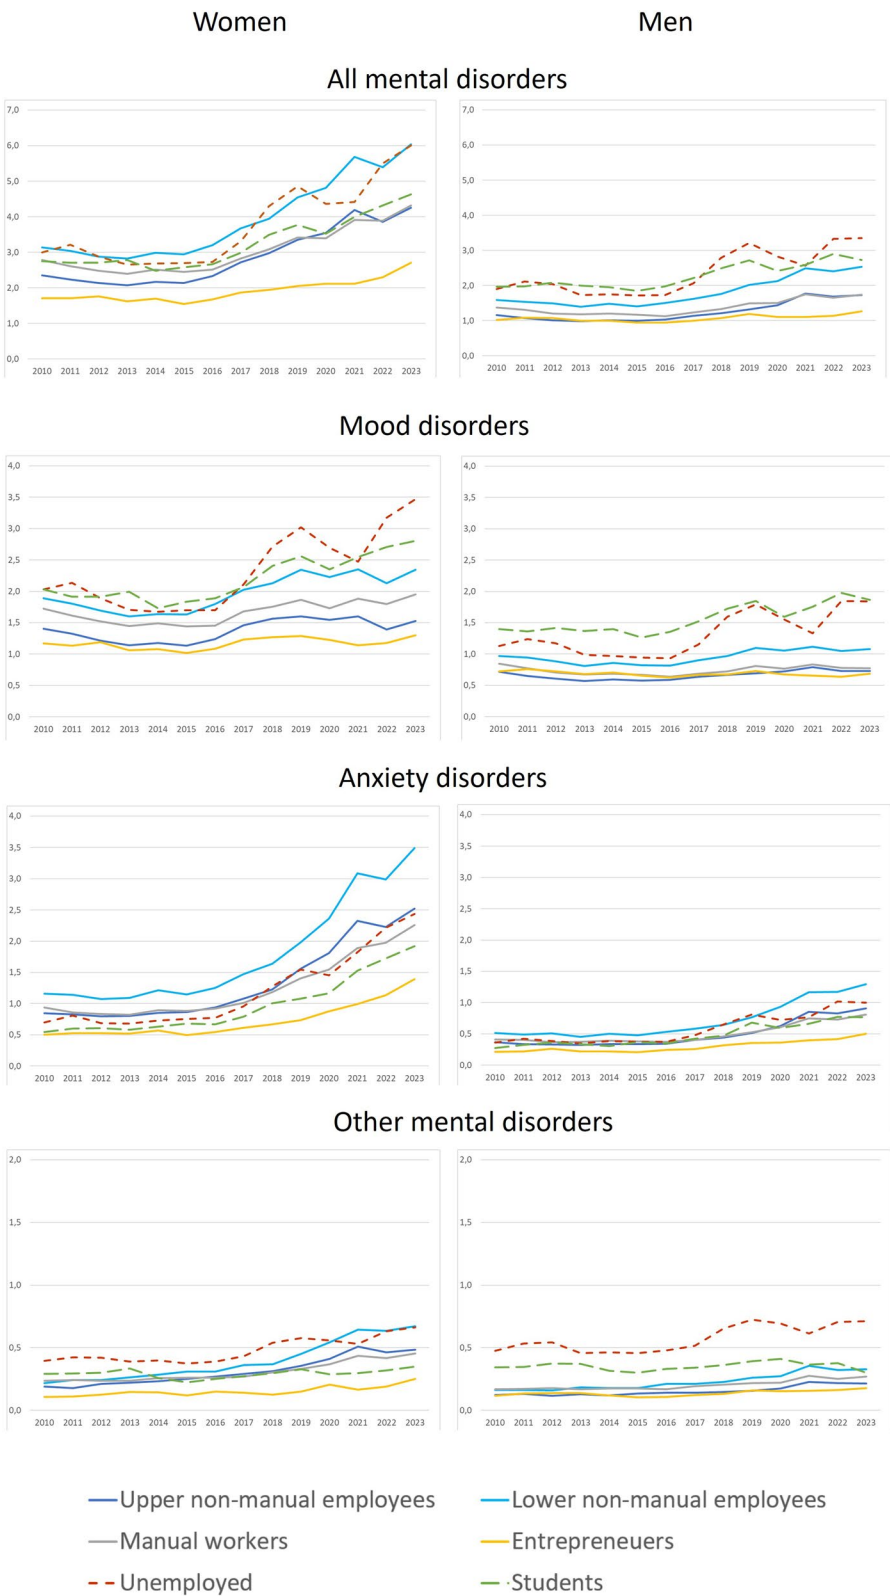 Women Men
All mental disorders
7,0 7,0
6,0 6,0
5,0 5,0
4,0 4,0
3,0 3,0
2,0 2,0
1,0 1,0
0,0 0,0
2010 2011 2012 2013 2014 2015 2016 2017 2018 2019 2020 2021 2022 2023 2010 2011 2012 2013 2014 2015 2016 2017 2018 2019 2020 2021 2022 2023
Mood disorders
4,0 4,0
3,5 3,5
3,0 3,0
2,5 2,5
2,0 2,0
1,5 1,5
1,0 1,0
0,5 0,5
0,0 0,0
2010 2011 2012 2013 2014 2015 2016 2017 2018 2019 2020 2021 2022 2023 2010 2011 2012 2013 2014 2015 2016 2017 2018 2019 2020 2021 2022 2023
Anxiety disorders
4,0 4,0
3,5 3,5
3,0 3,0
2,5 2,5
2,0 2,0
1,5 1,5
1,0 1,0
0,5 0,5
0,0 0,0
2010 2011 2012 2013 2014 2015 2016 2017 2018 2019 2020 2021 2022 2023 2010 2011 2012 2013 2014 2015 2016 2017 2018 2019 2020 2021 2022 2023
Other mental disorders
2,0 2,0
1,5 1,5
1,0 1,0
0,5 0,5
0,0 0,0
2010 2011 2012 2013 2014 2015 2016 2017 2018 2019 2020 2021 2022 2023 2010 2011 2012 2013 2014 2015 2016 2017 2018 2019 2020 2021 2022 2023
Upper non-manual employees Lower non-manual employees
Manual workers Entrepreneuers
Unemployed Students